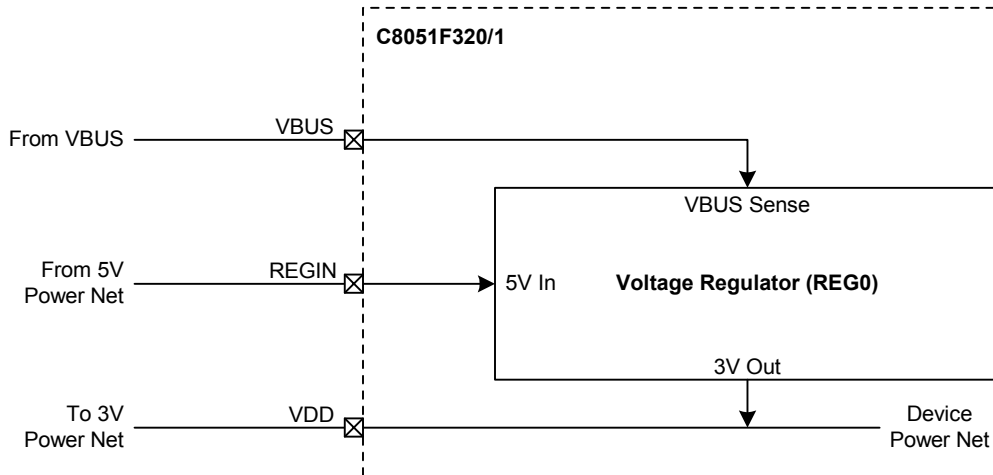 C8051F320/1
From VBUS
VBUS
VBUS Sense
From 5V
Power Net
REGIN
5V In
Voltage Regulator (REG0)
3V Out
To 3V
Power Net
VDD
Device
Power Net